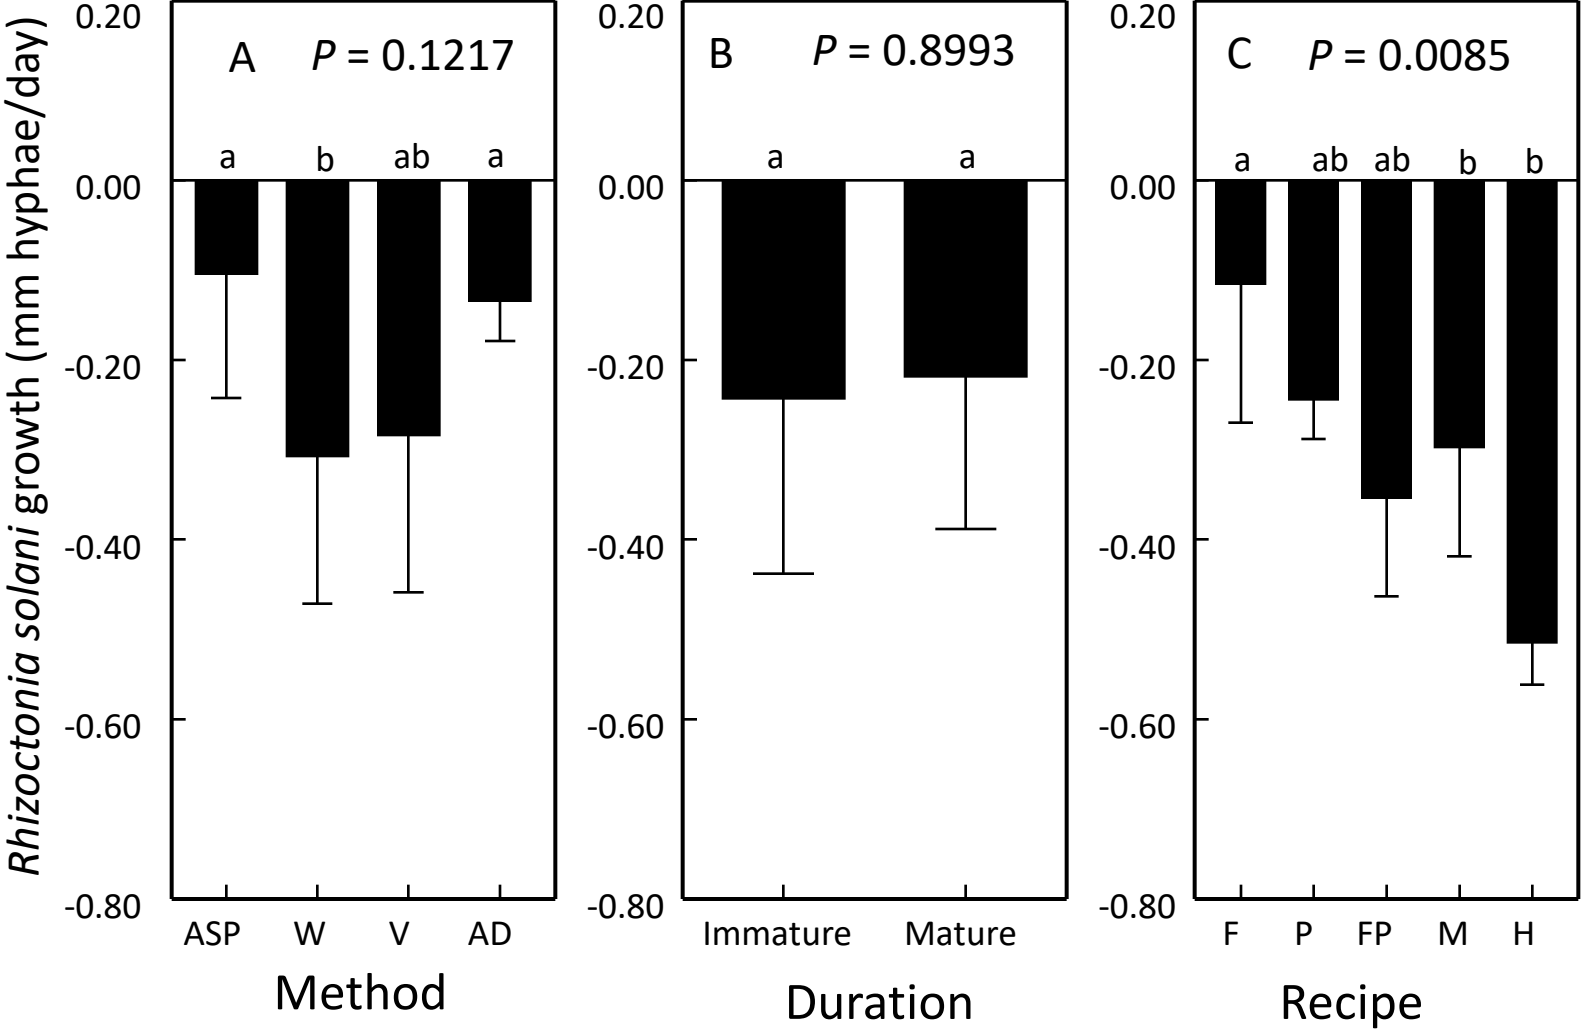 Rhizoctonia solani growth (mm hyphae/day)
0.20
0.00
-0.20
-0.40
-0.60
-0.80
A P = 0.1217
a b ab a
ASP W V AD
Method
0.20
0.00
-0.20
-0.40
-0.60
-0.80
B P = 0.8993
a a
Immature Mature
Duration
0.20
0.00
-0.20
-0.40
-0.60
-0.80
C P = 0.0085
a ab ab b b
F P FP M H
Recipe